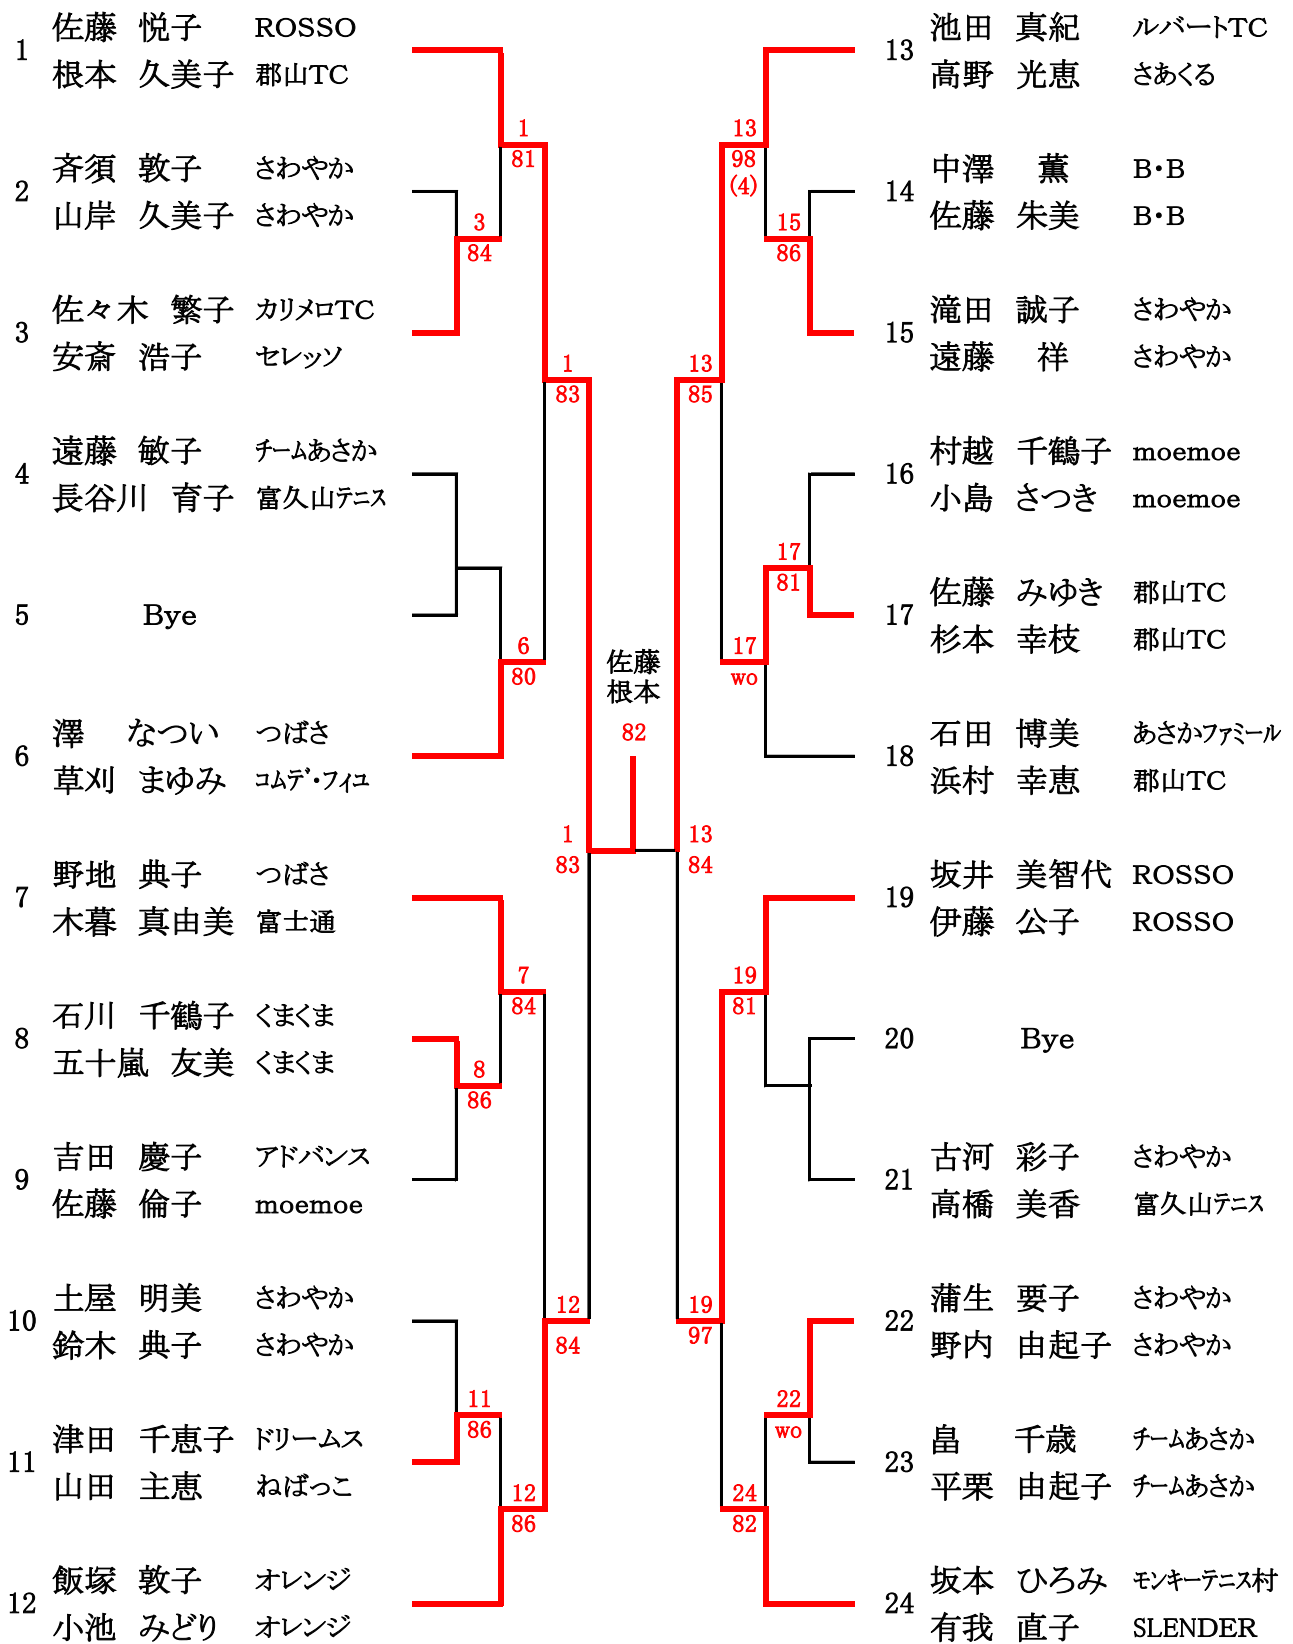 1
佐藤 悦子 ROSSO
根本 久美子 郡山TC
2
斉須 敦子 さわやか
山岸 久美子 さわやか
3
佐々木 繁子 カリメロTC
安斎 浩子 セレッソ
4
遠藤 敏子 チームあさか
長谷川 育子 富久山テニス
5
Bye
6
澤 なつい つばさ
草刈 まゆみ コムデ・フィユ
7
野地 典子 つばさ
木暮 真由美 富士通
8
石川 千鶴子 くまくま
五十嵐 友美 くまくま
9
吉田 慶子 アドバンス
佐藤 倫子 moemoe
10
土屋 明美 さわやか
鈴木 典子 さわやか
11
津田 千恵子 ドリームス
山田 主恵 ねばっこ
12
飯塚 敦子 オレンジ
小池 みどり オレンジ
1
81
3
84
1
83
6
80
1
83
7
84
8
86
12
84
11
86
12
86
佐藤
根本
82
13
98
(4)
15
86
13
85
17
81
17
wo
13
84
19
81
19
97
22
wo
24
82
13
池田 真紀 ルバートTC
高野 光恵 さあくる
14
中澤 薫 B・B
佐藤 朱美 B・B
15
滝田 誠子 さわやか
遠藤 祥 さわやか
16
村越 千鶴子 moemoe
小島 さつき moemoe
17
佐藤 みゆき 郡山TC
杉本 幸枝 郡山TC
18
石田 博美 あさかファミール
浜村 幸恵 郡山TC
19
坂井 美智代 ROSSO
伊藤 公子 ROSSO
20
Bye
21
古河 彩子 さわやか
高橋 美香 富久山テニス
22
蒲生 要子 さわやか
野内 由起子 さわやか
23
畠 千歳 チームあさか
平栗 由起子 チームあさか
24
坂本 ひろみ モンキーテニス村
有我 直子 SLENDER